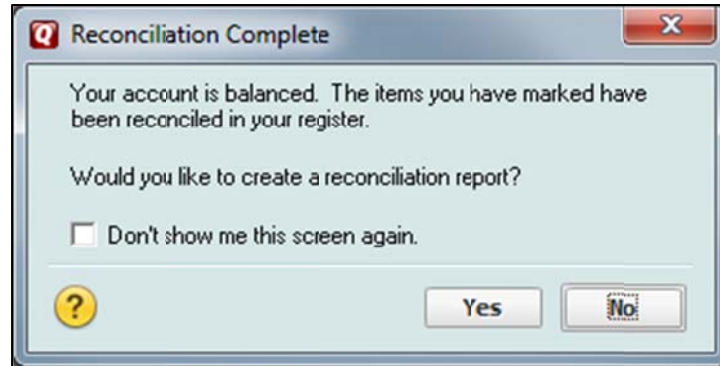 Q Reconciliation Complete
Your account is balanced. The items you have marked have
been reconciled in your register.
Would you like to create a reconciliation report?
Don't show me this screen again.
? Yes No